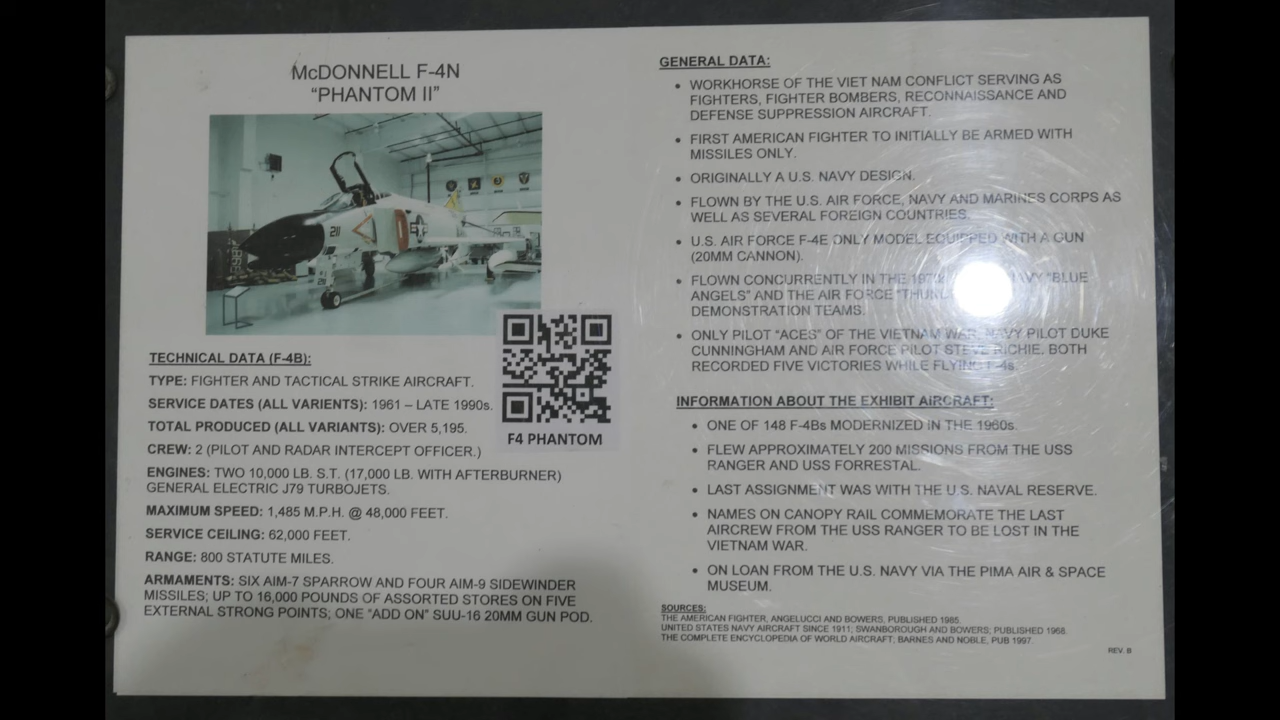 McDONNELL F-4N
"PHANTOM II"
211
TECHNICAL DATA (F-4B):
TYPE: FIGHTER AND TACTICAL STRIKE AIRCRAFT.
SERVICE DATES (ALL VARIENTS): 1961 – LATE 1990s.
TOTAL PRODUCED (ALL VARIANTS): OVER 5,195.
CREW: 2 (PILOT AND RADAR INTERCEPT OFFICER.)
ENGINES: TWO 10,000 LB. S.T. (17,000 LB. WITH AFTERBURNER)
GENERAL ELECTRIC J79 TURBOJETS.
MAXIMUM SPEED: 1,485 M.P.H. @ 48,000 FEET.
SERVICE CEILING: 62,000 FEET.
RANGE: 800 STATUTE MILES.
ARMAMENTS: SIX AIM-7 SPARROW AND FOUR AIM-9 SIDEWINDER
MISSILES; UP TO 16,000 POUNDS OF ASSORTED STORES ON FIVE
EXTERNAL STRONG POINTS; ONE "ADD ON" SUU-16 20MM GUN POD.
F4 PHANTOM
GENERAL DATA:
• WORKHORSE OF THE VIET NAM CONFLICT SERVING AS
FIGHTERS, FIGHTER BOMBERS, RECONNAISSANCE AND
DEFENSE SUPPRESSION AIRCRAFT.
• FIRST AMERICAN FIGHTER TO INITIALLY BE ARMED WITH
MISSILES ONLY.
• ORIGINALLY A U.S. NAVY DESIGN.
• FLOWN BY THE U.S. AIR FORCE, NAVY AND MARINES CORPS AS
WELL AS SEVERAL FOREIGN COUNTRIES.
• U.S. AIR FORCE F-4E ONLY MODEL EQUIPPED WITH A GUN
(20MM CANNON).
• FLOWN CONCURRENTLY IN THE NAVY "BLUE
ANGELS" AND THE AIR FORCE
DEMONSTRATION TEAMS.
• ONLY PILOT "ACES" OF THE VIETNAM WAR, NAVY PILOT DUKE
CUNNINGHAM AND AIR FORCE PILOT STEVE RICHIE. BOTH
RECORDED FIVE VICTORIES WHILE FLYING F-4s.
INFORMATION ABOUT THE EXHIBIT AIRCRAFT:
• ONE OF 148 F-4Bs MODERNIZED IN THE 1960s.
• FLEW APPROXIMATELY 200 MISSIONS FROM THE USS
RANGER AND USS FORRESTAL.
• LAST ASSIGNMENT WAS WITH THE U.S. NAVAL RESERVE.
• NAMES ON CANOPY RAIL COMMEMORATE THE LAST
AIRCREW FROM THE USS RANGER TO BE LOST IN THE
VIETNAM WAR.
• ON LOAN FROM THE U.S. NAVY VIA THE PIMA AIR & SPACE
MUSEUM.
SOURCES:
THE AMERICAN FIGHTER, ANGELUCCI AND BOWERS, PUBLISHED 1985.
UNITED STATES NAVY AIRCRAFT SINCE 1911; SWANBOROUGH AND BOWERS; PUBLISHED 1968.
THE COMPLETE ENCYCLOPEDIA OF WORLD AIRCRAFT; BARNES AND NOBLE, PUB 1997.
REV. B